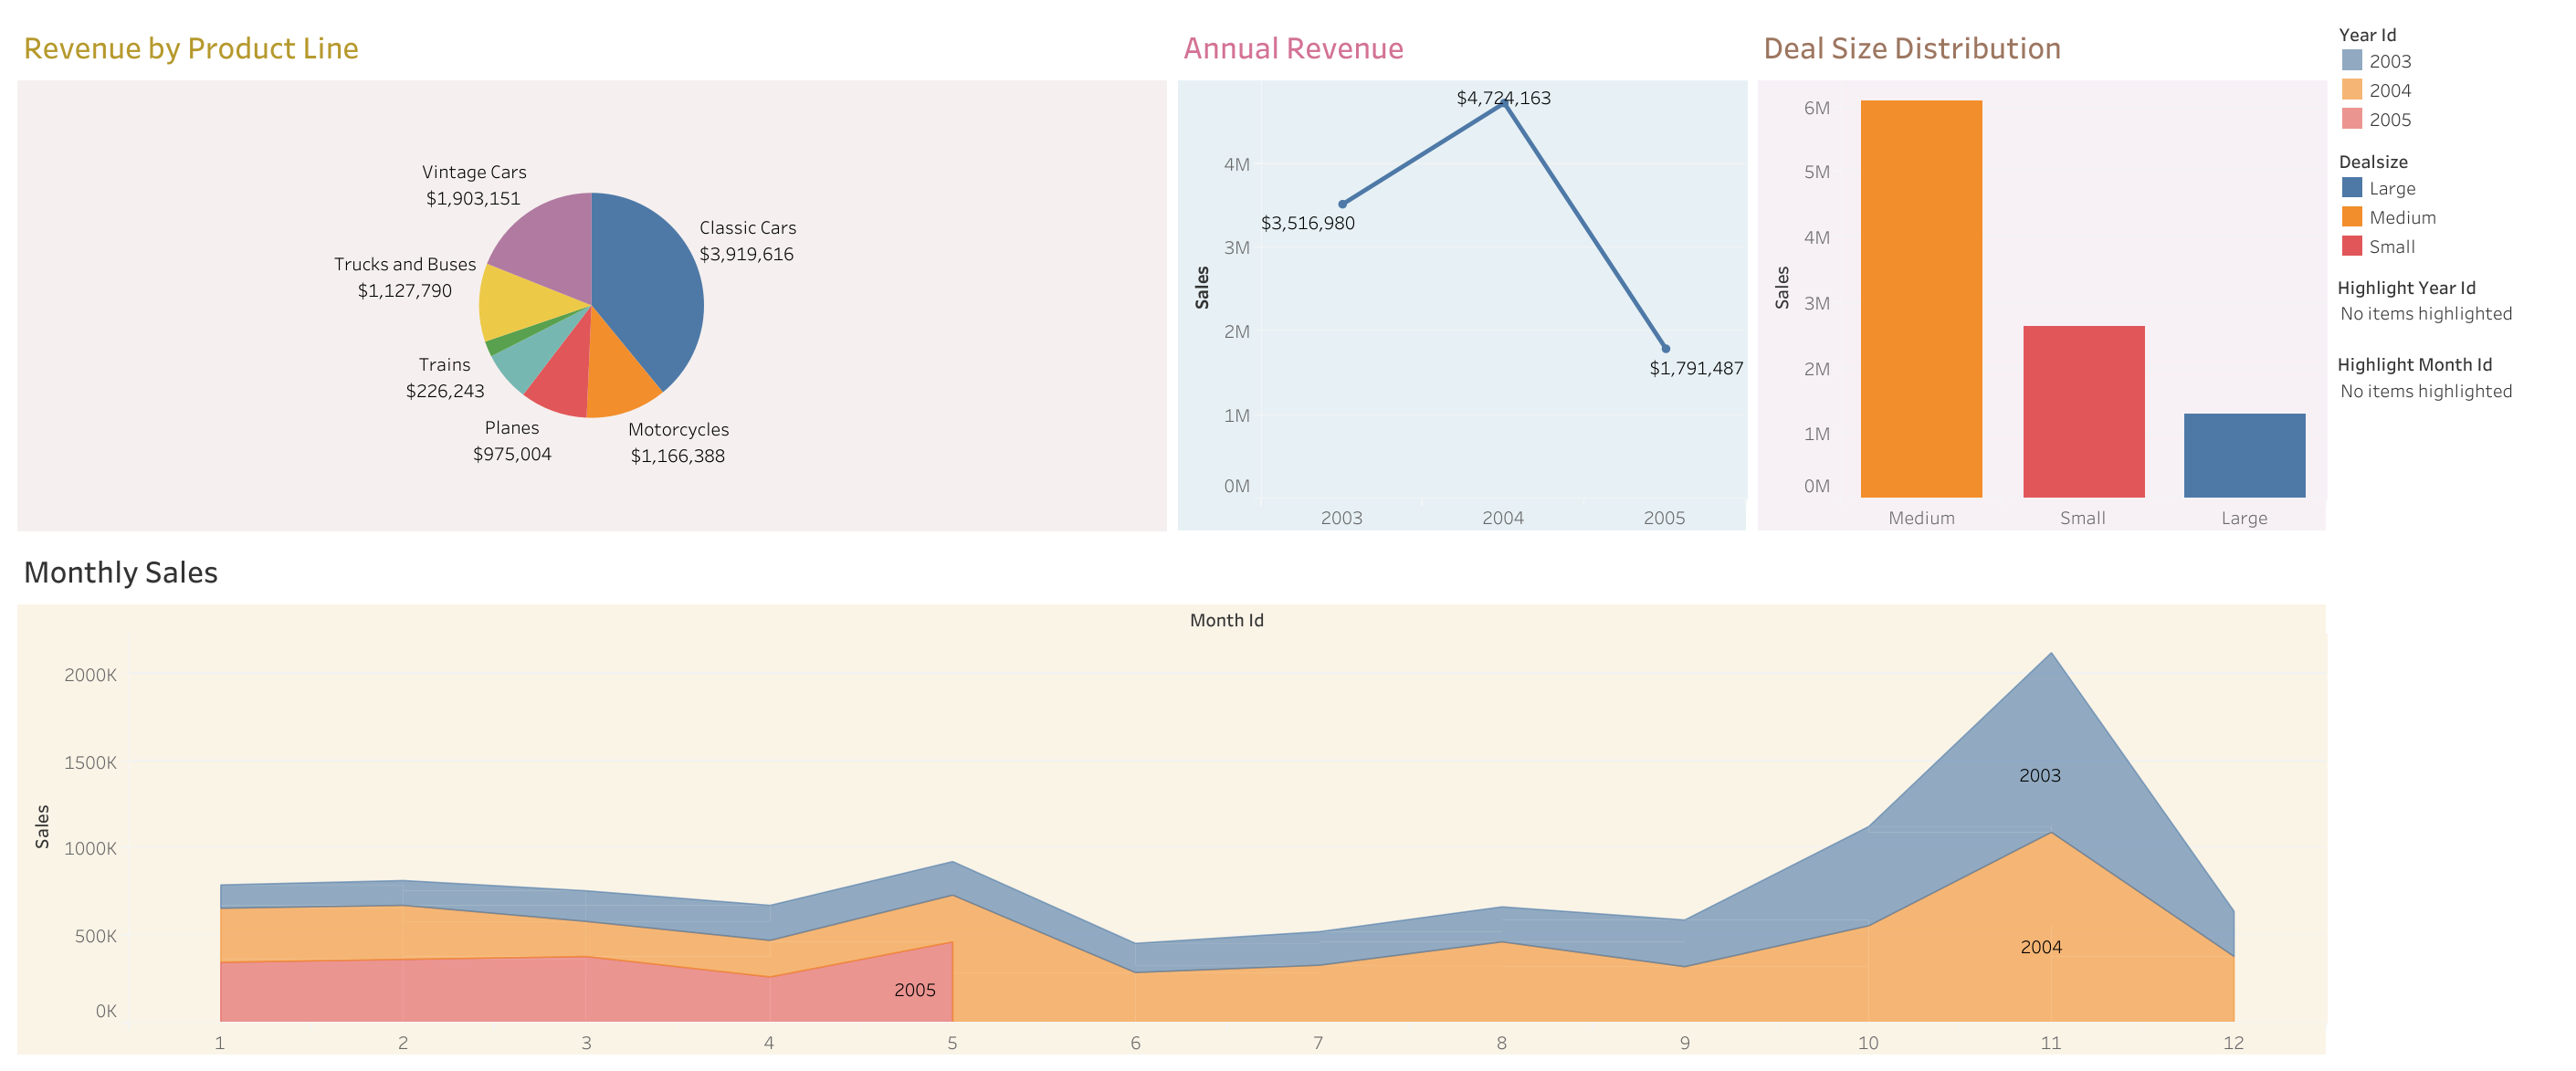 Revenue by Product Line
Vintage Cars
$1,903,151
Classic Cars
$3,919,616
Trucks and Buses
$1,127,790
Trains
$226,243
Planes
$975,004
Motorcycles
$1,166,388
Annual Revenue
$4,724,163
$3,516,980
$1,791,487
4M
3M
2M
1M
0M
Sales
2003
2004
2005
Deal Size Distribution
6M
5M
4M
3M
2M
1M
0M
Sales
Medium
Small
Large
Year Id
2003
2004
2005
Dealsize
Large
Medium
Small
Highlight Year Id
No items highlighted
Highlight Month Id
No items highlighted
Monthly Sales
Month Id
2000K
1500K
1000K
500K
0K
Sales
2003
2004
2005
1
2
3
4
5
6
7
8
9
10
11
12